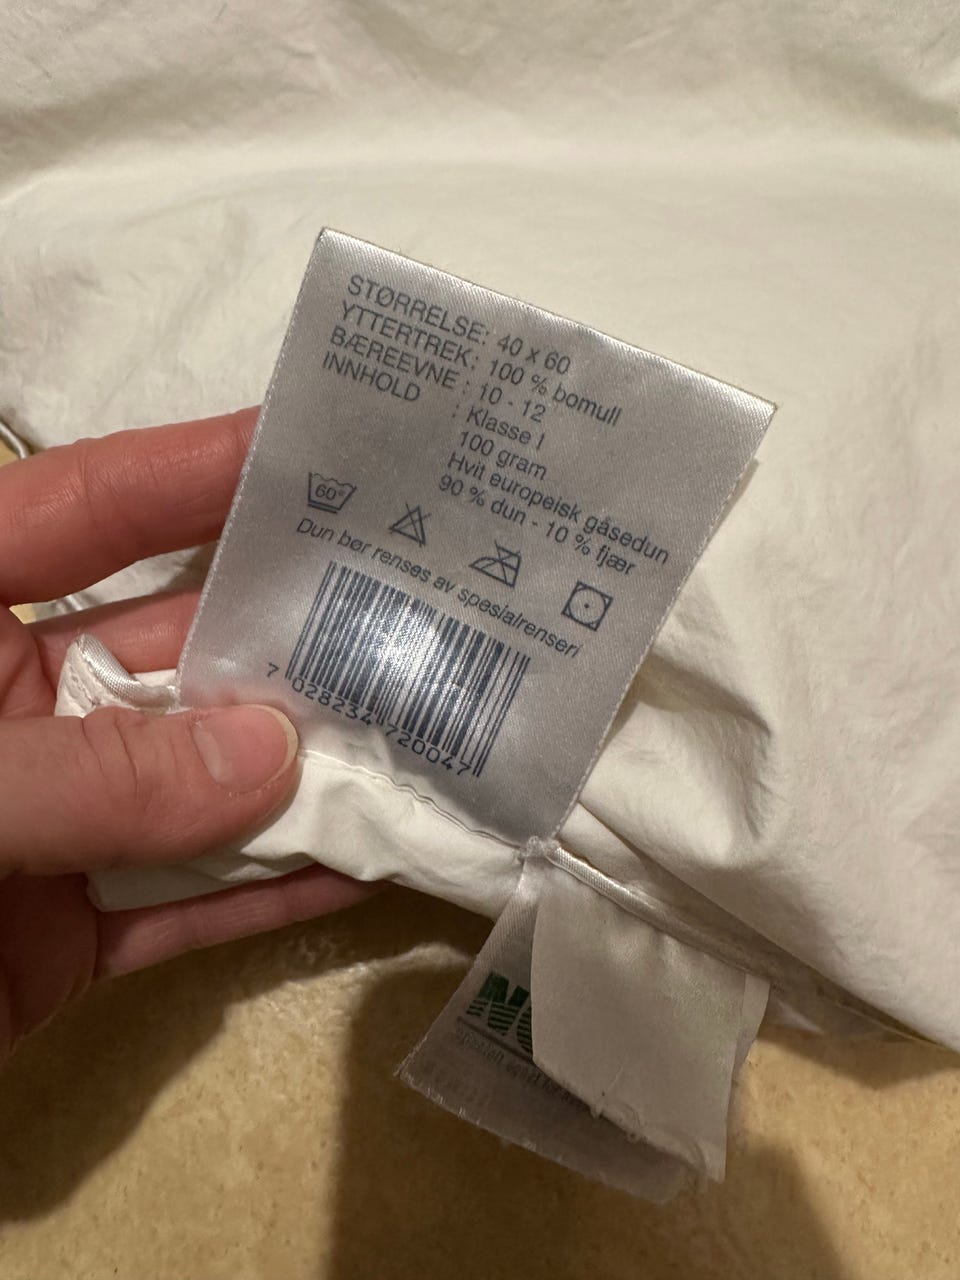 STØRRELSE: 40 x 60
YTTERTREK: 100 % bomull
BÆREEVNE: 10 - 12
INNHOLD : Klasse I
100 gram
Hvit europeisk gåsedun
90 % dun - 10 % fjær
60°
Dun bør renses av spesialrenseri
7 028234 720047